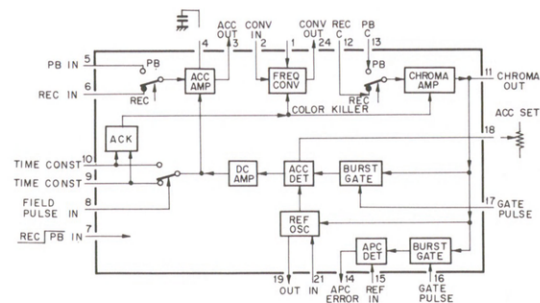 ACC OUT
CONV IN
CONV OUT
REC C
PB C
4
3
2
1
24
12
13
PB IN 5
PB
REC IN 6
REC
ACC AMP
FREQ CONV
PB
REC
CHROMA AMP
11 CHROMA OUT
COLOR KILLER
ACC SET
18
ACK
TIME CONST 10
TIME CONST 9
DC AMP
ACC DET
BURST GATE
FIELD PULSE IN 8
17 GATE PULSE
REF OSC
REC PB IN 7
APC DET
BURST GATE
19 OUT
21 IN
14 APC ERROR
15 REF IN
16 GATE PULSE